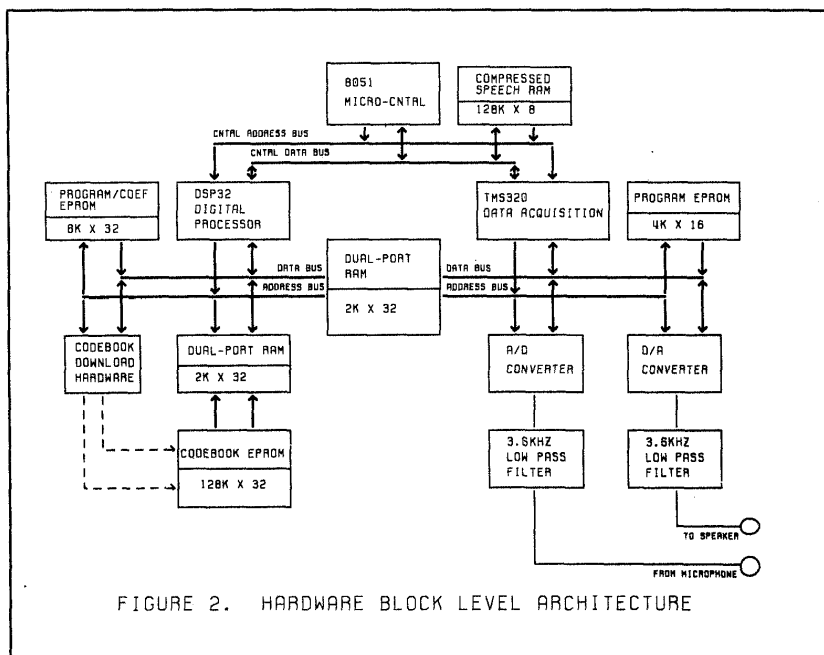 8051
MICRO-CNTRL
COMPRESSED
SPEECH RAM
128K X 8
CNTRL ADDRESS BUS
CNTRL DATA BUS
PROGRAM/COEF
EPROM
8K X 32
DSP32
DIGITAL
PROCESSOR
TMS320
DATA ACQUISITION
PROGRAM EPROM
4K X 16
DATA BUS
ADDRESS BUS
DUAL-PORT
RAM
2K X 32
DATA BUS
ADDRESS BUS
CODEBOOK
DOWNLOAD
HARDWARE
DUAL-PORT RAM
2K X 32
A/D
CONVERTER
D/A
CONVERTER
CODEBOOK EPROM
128K X 32
3.6KHZ
LOW PASS
FILTER
3.6KHZ
LOW PASS
FILTER
TO SPEAKER
FROM MICROPHONE
FIGURE 2. HARDWARE BLOCK LEVEL ARCHITECTURE